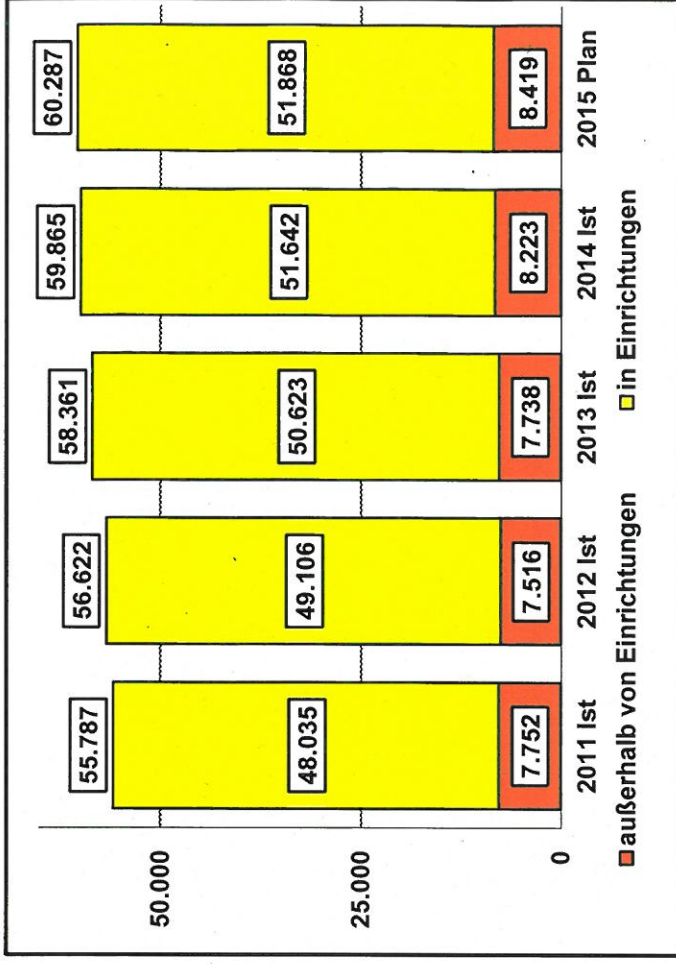 55.787
56.622
58.361
59.865
60.287
50.000
48.035
49.106
50.623
51.642
51.868
25.000
7.752
7.516
7.738
8.223
8.419
0
2011 Ist
2012 Ist
2013 Ist
2014 Ist
2015 Plan
außerhalb von Einrichtungen
in Einrichtungen